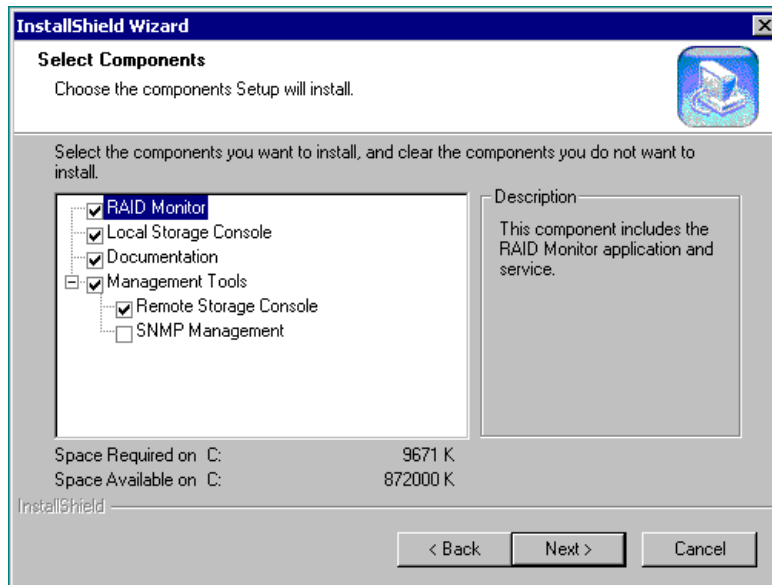 InstallShield Wizard
Select Components
Choose the components Setup will install.
Select the components you want to install, and clear the components you do not want to
install.
RAID Monitor
Local Storage Console
Documentation
Management Tools
Remote Storage Console
SNMP Management
Description
This component includes the
RAID Monitor application and
service.
Space Required on C: 9671 K
Space Available on C: 872000 K
InstallShield
< Back Next > Cancel